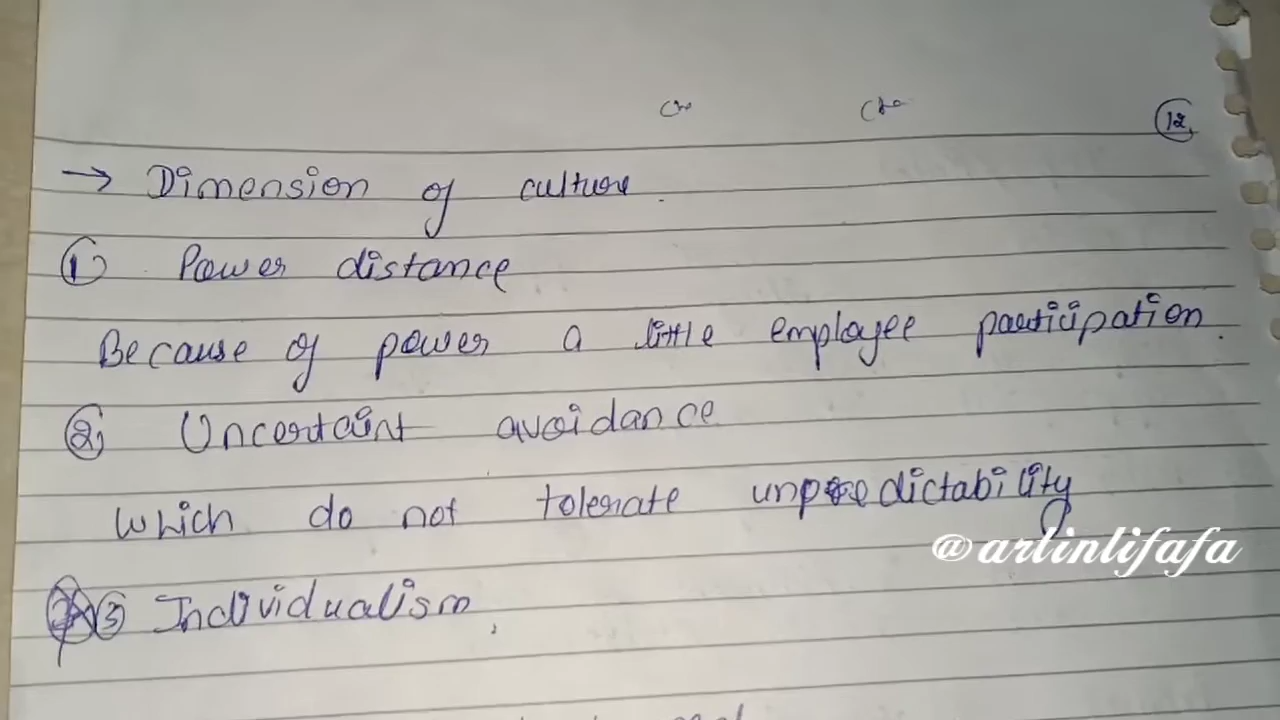 12
→ Dimension of culture.
① Power distance
Because of power a little employee participation.
② Uncertaint avoidance
which do not tolerate unpredictability
@artinlifafa
③ Individualism